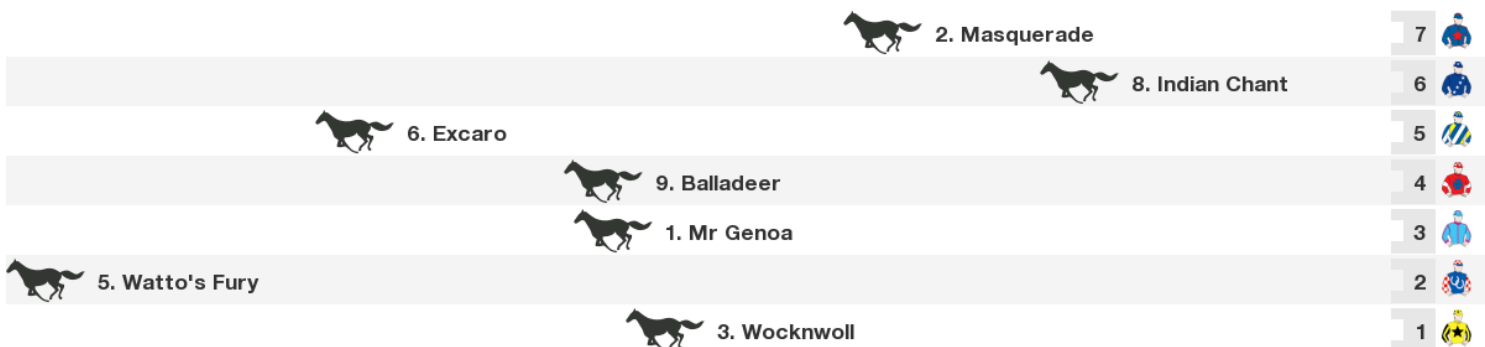 2. Masquerade 7
8. Indian Chant 6
6. Excaro 5
9. Balladeer 4
1. Mr Genoa 3
5. Watto's Fury 2
3. Wocknwoll 1